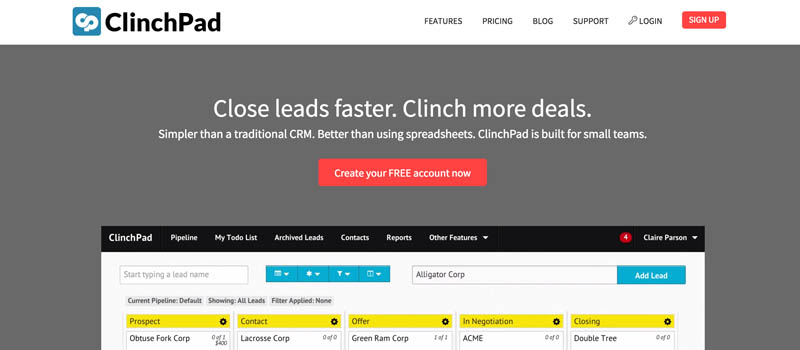 ClinchPad
FEATURES PRICING BLOG SUPPORT LOGIN SIGN UP
Close leads faster. Clinch more deals.
Simpler than a traditional CRM. Better than using spreadsheets. ClinchPad is built for small teams.
Create your FREE account now
ClinchPad Pipeline My Todo List Archived Leads Contacts Reports Other Features 4 Claire Parson
Start typing a lead name Alligator Corp Add Lead
Current Pipeline: Default Showing: All Leads Filter Applied: None
Prospect Contact Offer In Negotiation Closing
Obtuse Fork Corp 0 of 1 Lacrosse Corp 0 of 0 Green Ram Corp 1 of 1 ACME 0 of 0 Double Tree 0 of 0
$400